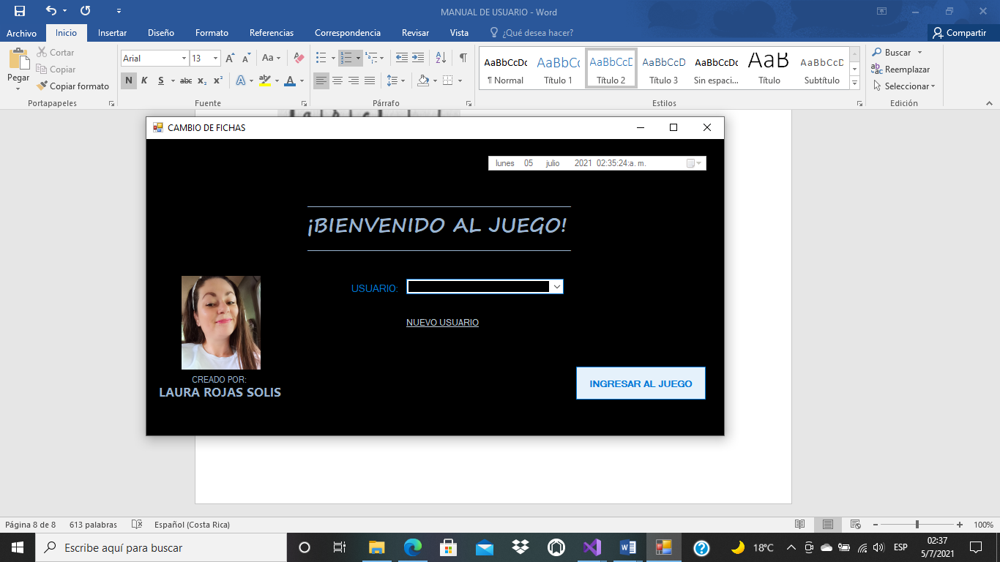 MANUAL DE USUARIO - Word
Archivo Inicio Insertar Diseño Formato Referencias Correspondencia Revisar Vista ¿Qué desea hacer? Compartir
Pegar
Cortar
Copiar
Copiar formato
Portapapeles
Arial 13
N K S abc
Fuente
Párrafo
AaBbCcDc AaBbCc AaBbCcD AaBbCcD AaBbCcDc AaB AaBbCcD
¶ Normal Título 1 Título 2 Título 3 Sin espaci... Título Subtítulo
Estilos
Buscar
Reemplazar
Seleccionar
Edición
CAMBIO DE FICHAS
lunes 05 julio 2021 02:35:24:a. m.
¡BIENVENIDO AL JUEGO!
USUARIO:
NUEVO USUARIO
CREADO POR:
LAURA ROJAS SOLIS
INGRESAR AL JUEGO
Página 8 de 8 613 palabras Español (Costa Rica) 100%
Escribe aquí para buscar
18°C
ESP
02:37
5/7/2021